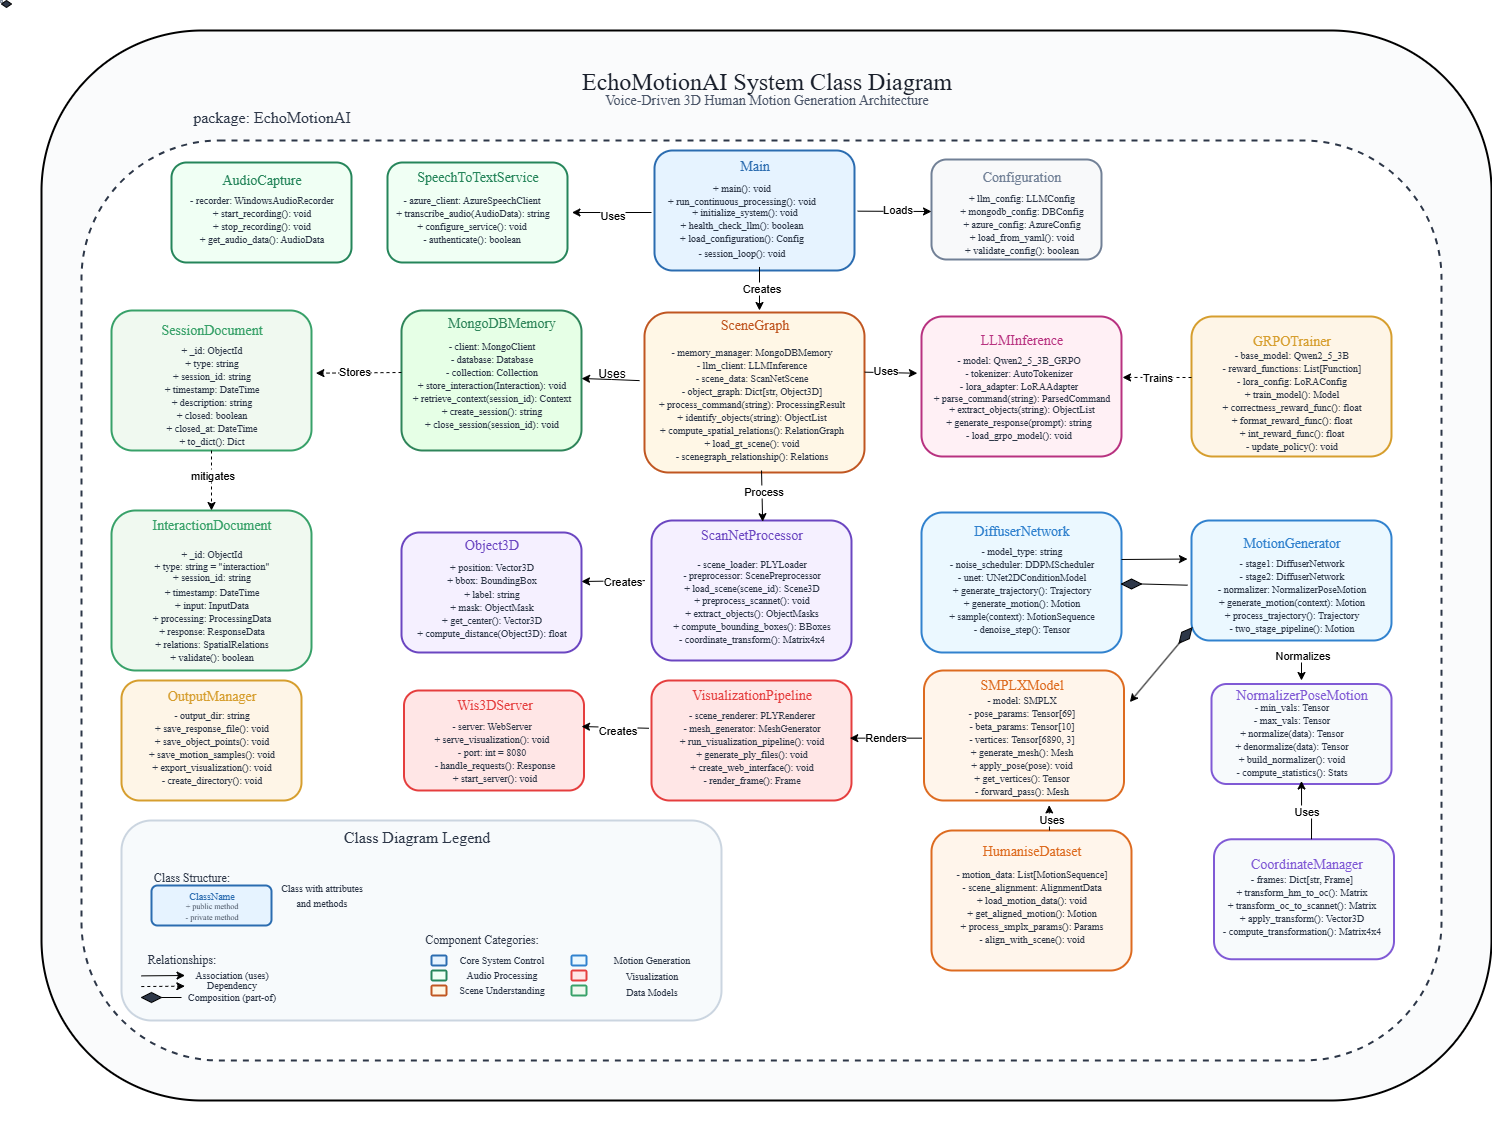 EchoMotionAI System Class Diagram
Voice-Driven 3D Human Motion Generation Architecture
package: EchoMotionAI
AudioCapture
- recorder: WindowsAudioRecorder
+ start_recording(): void
+ stop_recording(): void
+ get_audio_data(): AudioData
SpeechToTextService
- azure_client: AzureSpeechClient
+ transcribe_audio(AudioData): string
+ configure_service(): void
- authenticate(): boolean
Uses
Main
+ main(): void
+ run_continuous_processing(): void
+ initialize_system(): void
+ health_check_llm(): boolean
+ load_configuration(): Config
- session_loop(): void
Loads
Configuration
+ llm_config: LLMConfig
+ mongodb_config: DBConfig
+ azure_config: AzureConfig
+ load_from_yaml(): void
+ validate_config(): boolean
Creates
SessionDocument
+ _id: ObjectId
+ type: string
+ session_id: string
+ timestamp: DateTime
+ description: string
+ closed: boolean
+ closed_at: DateTime
+ to_dict(): Dict
Stores
MongoDBMemory
- client: MongoClient
- database: Database
- collection: Collection
+ store_interaction(Interaction): void
+ retrieve_context(session_id): Context
+ create_session(): string
+ close_session(session_id): void
Uses
SceneGraph
- memory_manager: MongoDBMemory
- llm_client: LLMInference
- scene_data: ScanNetScene
- object_graph: Dict[str, Object3D]
+ process_command(string): ProcessingResult
+ identify_objects(string): ObjectList
+ compute_spatial_relations(): RelationGraph
+ load_gt_scene(): void
- scenegraph_relationship(): Relations
Uses
LLMInference
- model: Qwen2_5_3B_GRPO
- tokenizer: AutoTokenizer
- lora_adapter: LoRAAdapter
+ parse_command(string): ParsedCommand
+ extract_objects(string): ObjectList
+ generate_response(prompt): string
- load_grpo_model(): void
Trains
GRPOTrainer
- base_model: Qwen2_5_3B
- reward_functions: List[Function]
- lora_config: LoRAConfig
+ train_model(): Model
+ correctness_reward_func(): float
+ format_reward_func(): float
+ int_reward_func(): float
- update_policy(): void
mitigates
Process
InteractionDocument
+ _id: ObjectId
+ type: string = "interaction"
+ session_id: string
+ timestamp: DateTime
+ input: InputData
+ processing: ProcessingData
+ response: ResponseData
+ relations: SpatialRelations
+ validate(): boolean
Object3D
+ position: Vector3D
+ bbox: BoundingBox
+ label: string
+ mask: ObjectMask
+ get_center(): Vector3D
+ compute_distance(Object3D): float
Creates
ScanNetProcessor
- scene_loader: PLYLoader
- preprocessor: ScenePreprocessor
+ load_scene(scene_id): Scene3D
+ preprocess_scannet(): void
+ extract_objects(): ObjectMasks
+ compute_bounding_boxes(): BBoxes
- coordinate_transform(): Matrix4x4
DiffuserNetwork
- model_type: string
- noise_scheduler: DDPMScheduler
- unet: UNet2DConditionModel
+ generate_trajectory(): Trajectory
+ generate_motion(): Motion
+ sample(context): MotionSequence
- denoise_step(): Tensor
MotionGenerator
- stage1: DiffuserNetwork
- stage2: DiffuserNetwork
- normalizer: NormalizerPoseMotion
+ generate_motion(context): Motion
+ process_trajectory(): Trajectory
- two_stage_pipeline(): Motion
Normalizes
OutputManager
- output_dir: string
+ save_response_file(): void
+ save_object_points(): void
+ save_motion_samples(): void
+ export_visualization(): void
- create_directory(): void
Wis3DServer
- server: WebServer
+ serve_visualization(): void
- port: int = 8080
- handle_requests(): Response
+ start_server(): void
Creates
VisualizationPipeline
- scene_renderer: PLYRenderer
- mesh_generator: MeshGenerator
+ run_visualization_pipeline(): void
+ generate_ply_files(): void
+ create_web_interface(): void
- render_frame(): Frame
Renders
SMPLXModel
- model: SMPLX
- pose_params: Tensor[69]
- beta_params: Tensor[10]
- vertices: Tensor[6890, 3]
+ generate_mesh(): Mesh
+ apply_pose(pose): void
+ get_vertices(): Tensor
- forward_pass(): Mesh
NormalizerPoseMotion
- min_vals: Tensor
- max_vals: Tensor
+ normalize(data): Tensor
+ denormalize(data): Tensor
+ build_normalizer(): void
- compute_statistics(): Stats
Uses
Uses
HumaniseDataset
- motion_data: List[MotionSequence]
- scene_alignment: AlignmentData
+ load_motion_data(): void
+ get_aligned_motion(): Motion
+ process_smplx_params(): Params
- align_with_scene(): void
CoordinateManager
- frames: Dict[str, Frame]
+ transform_hm_to_oc(): Matrix
+ transform_oc_to_scannet(): Matrix
+ apply_transform(): Vector3D
- compute_transformation(): Matrix4x4
Class Diagram Legend
Class Structure:
ClassName
+ public method
- private method
Class with attributes
and methods
Relationships:
Association (uses)
Dependency
Composition (part-of)
Component Categories:
Core System Control
Motion Generation
Audio Processing
Visualization
Scene Understanding
Data Models